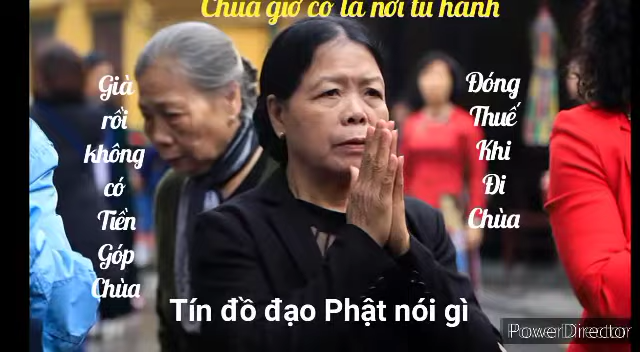 Chùa giờ có là nơi tu hành
Già
rồi
không
có
Tiền
Góp
Chùa
Đóng
Thuế
Khi
Đi
Chùa
Tín đồ đạo Phật nói gì
PowerDirector